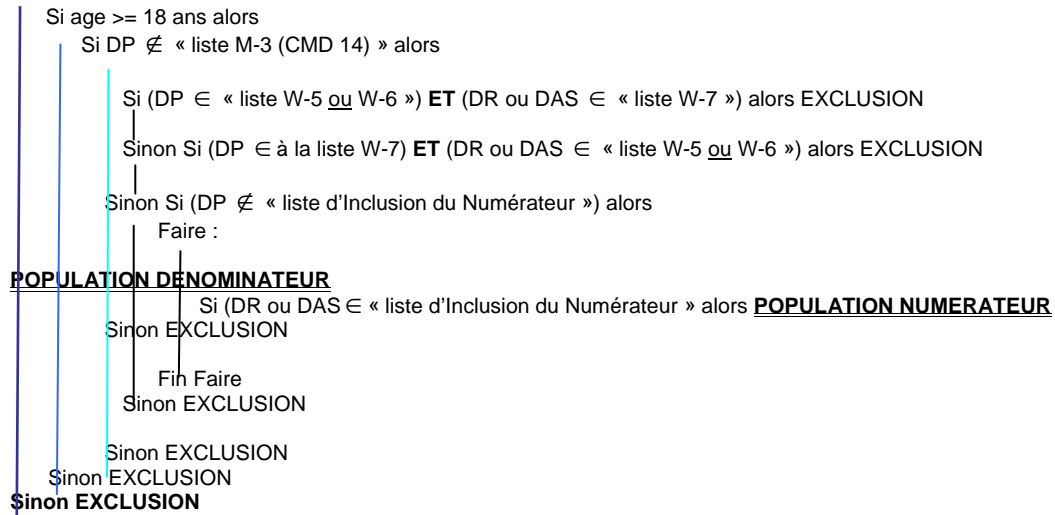 Si age >= 18 ans alors
Si DP ∉ « liste M-3 (CMD 14) » alors
Si (DP ∈ « liste W-5 ou W-6 ») ET (DR ou DAS ∈ « liste W-7 ») alors EXCLUSION
Sinon Si (DP ∈ à la liste W-7) ET (DR ou DAS ∈ « liste W-5 ou W-6 ») alors EXCLUSION
Sinon Si (DP ∉ « liste d’Inclusion du Numérateur ») alors
Faire :
POPULATION DENOMINATEUR
Si (DR ou DAS ∈ « liste d’Inclusion du Numérateur » alors POPULATION NUMERATEUR
Sinon EXCLUSION
Fin Faire
Sinon EXCLUSION
Sinon EXCLUSION
Sinon EXCLUSION
Sinon EXCLUSION